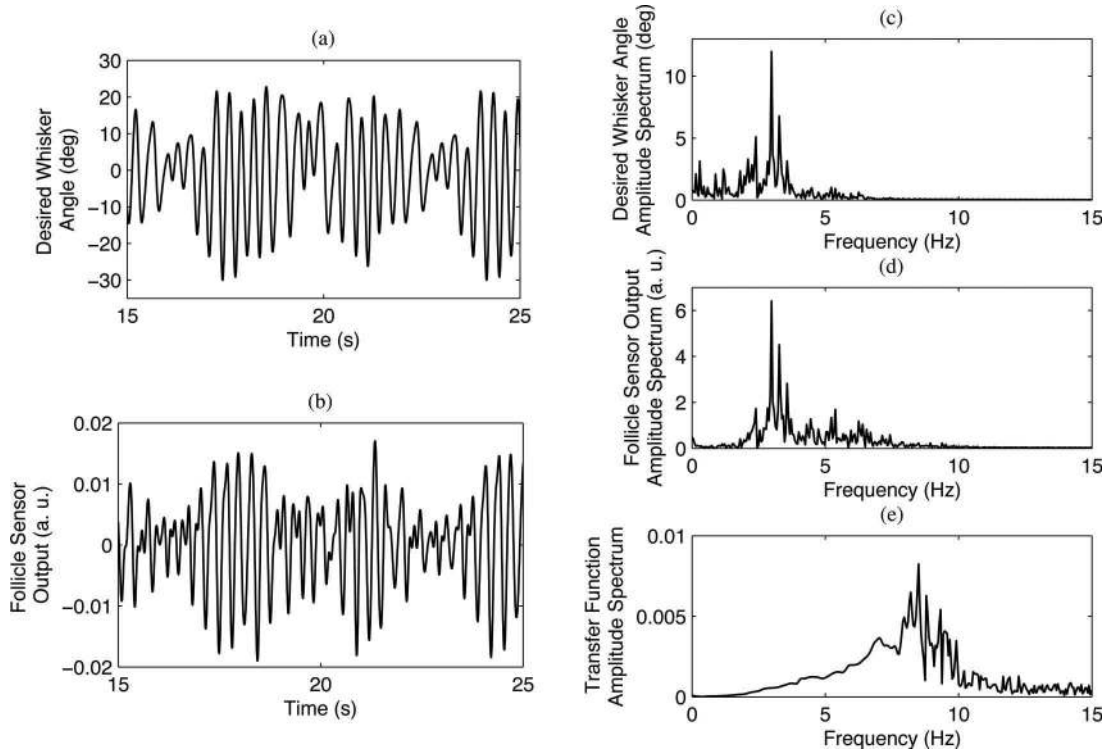 (a)
30
20
10
0
−10
−20
−30
15
20
25
Time (s)
Desired Whisker
Angle (deg)
(b)
0.02
0.01
0
−0.01
−0.02
15
20
25
Time (s)
Follicle Sensor
Output (a. u.)
(c)
10
5
0
0
5
10
15
Frequency (Hz)
Desired Whisker Angle
Amplitude Spectrum (deg)
(d)
6
4
2
0
0
5
10
15
Frequency (Hz)
Follicle Sensor Output
Amplitude Spectrum (a. u.)
(e)
0.01
0.005
0
0
5
10
15
Frequency (Hz)
Transfer Function
Amplitude Spectrum